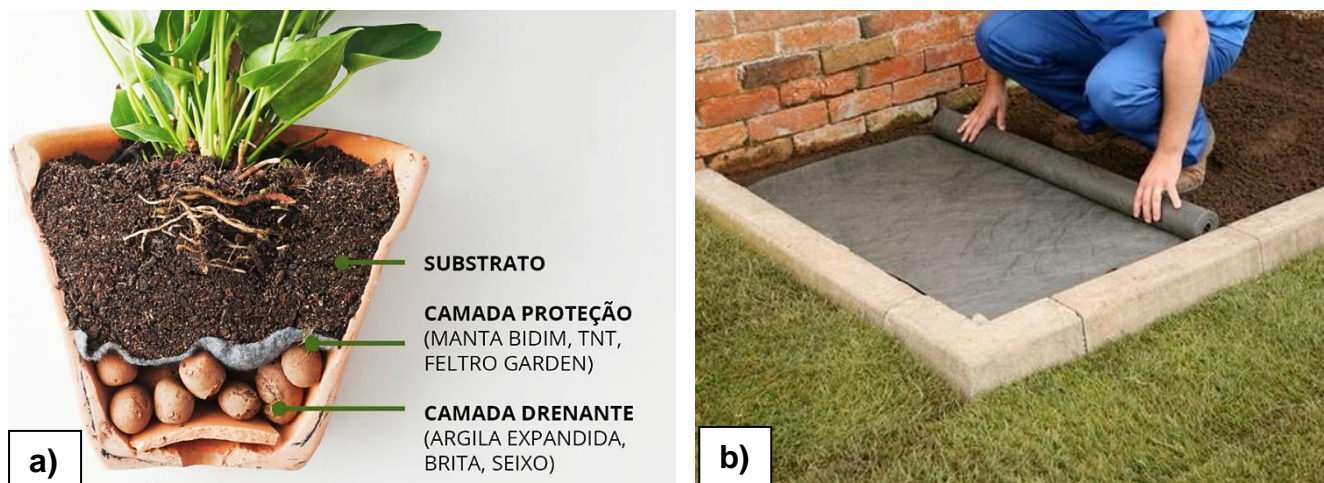 SUBSTRATO
CAMADA PROTEÇÃO
(MANTA BIDIM, TNT,
FELTRO GARDEN)
CAMADA DRENANTE
(ARGILA EXPANDIDA,
BRITA, SEIXO)
a)
b)